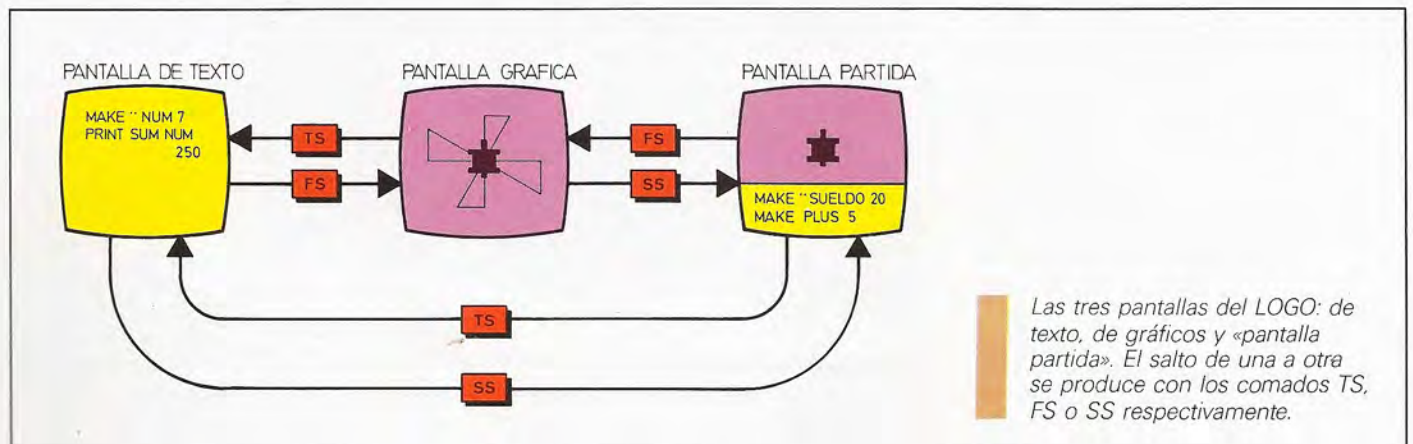 PANTALLA DE TEXTO
PANTALLA GRAFICA
PANTALLA PARTIDA
MAKE " NUM 7
PRINT SUM NUM
250
TS
FS
FS
SS
MAKE " SUELDO 20
MAKE PLUS 5
TS
SS
Las tres pantallas del LOGO: de
texto, de gráficos y «pantalla
partida». El salto de una a otra
se produce con los comados TS,
FS o SS respectivamente.